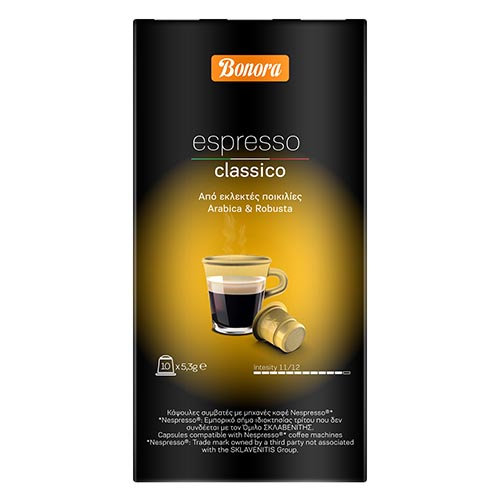 Bonora
espresso
classico
Από εκλεκτές ποικιλίες
Arabica & Robusta
10 x 5,3g e
intesity 11/12
Κάψουλες συμβατές με μηχανές καφέ Nespresso®*
*Nespresso®: Εμπορικό σήμα ιδιοκτησίας τρίτου που δεν
συνδέεται με τον Όμιλο ΣΚΛΑΒΕΝΙΤΗΣ.
Capsules compatible with Nespresso®* coffee machines
*Nespresso®: Trade mark owned by a third party not associated
with the SKLAVENITIS Group.